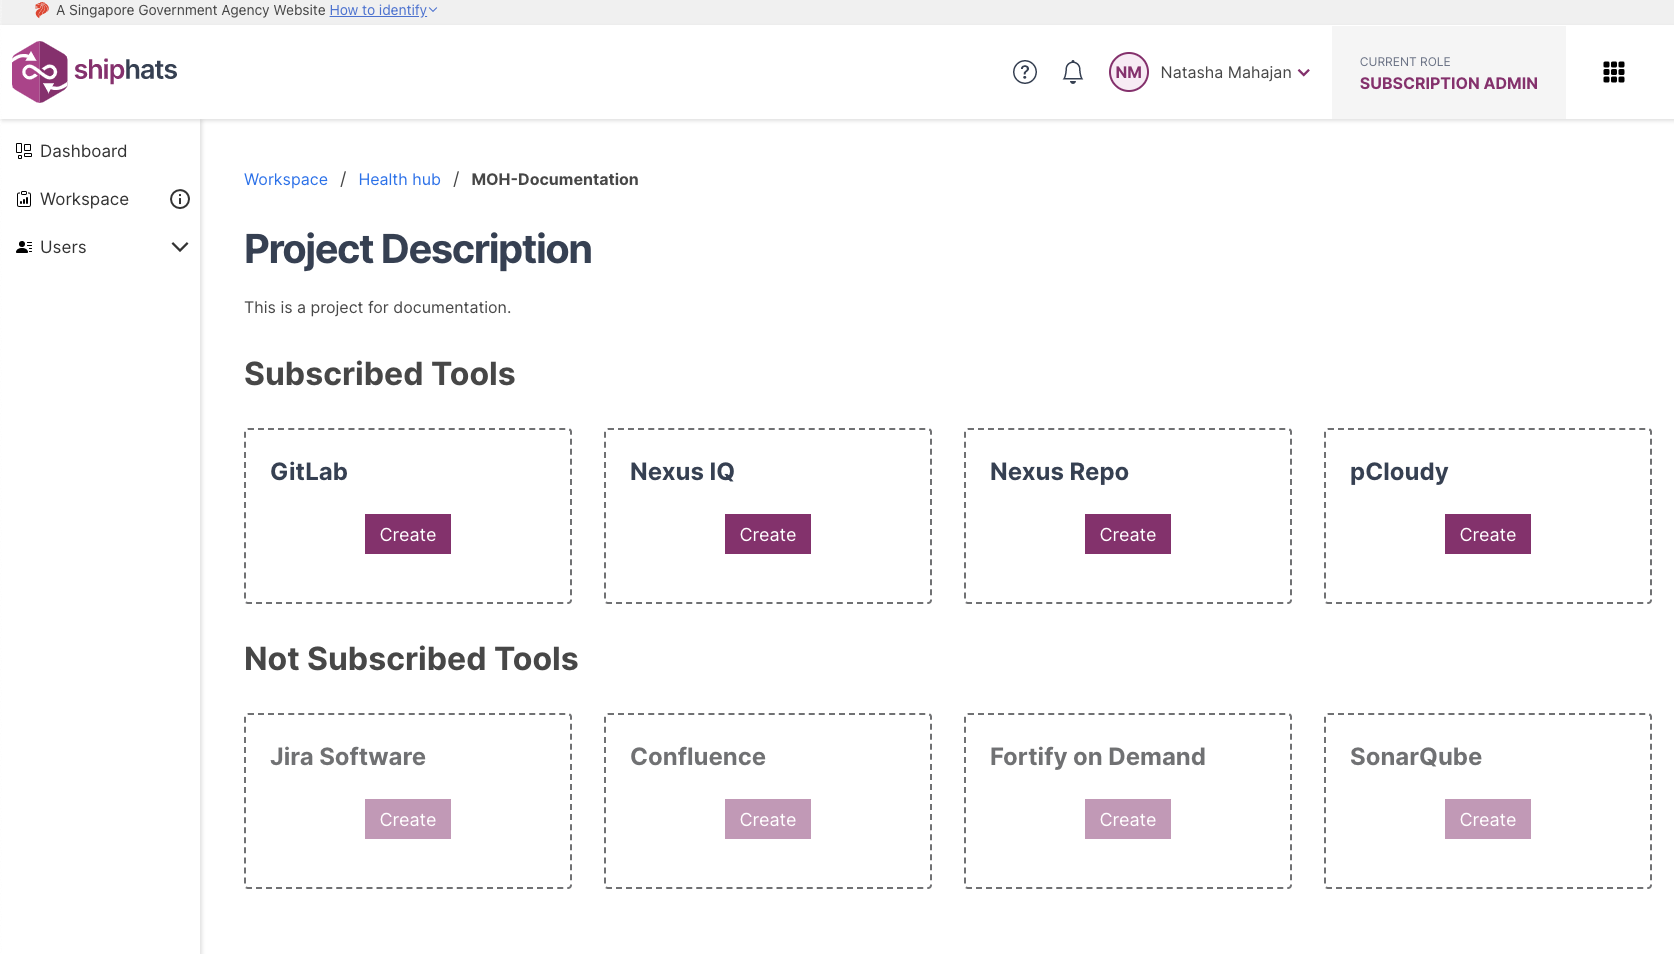 A Singapore Government Agency Website How to identify
shiphats
?
NM Natasha Mahajan
CURRENT ROLE
SUBSCRIPTION ADMIN
Dashboard
Workspace
Users
Workspace / Health hub / MOH-Documentation
Project Description
This is a project for documentation.
Subscribed Tools
GitLab
Create
Nexus IQ
Create
Nexus Repo
Create
pCloudy
Create
Not Subscribed Tools
Jira Software
Create
Confluence
Create
Fortify on Demand
Create
SonarQube
Create